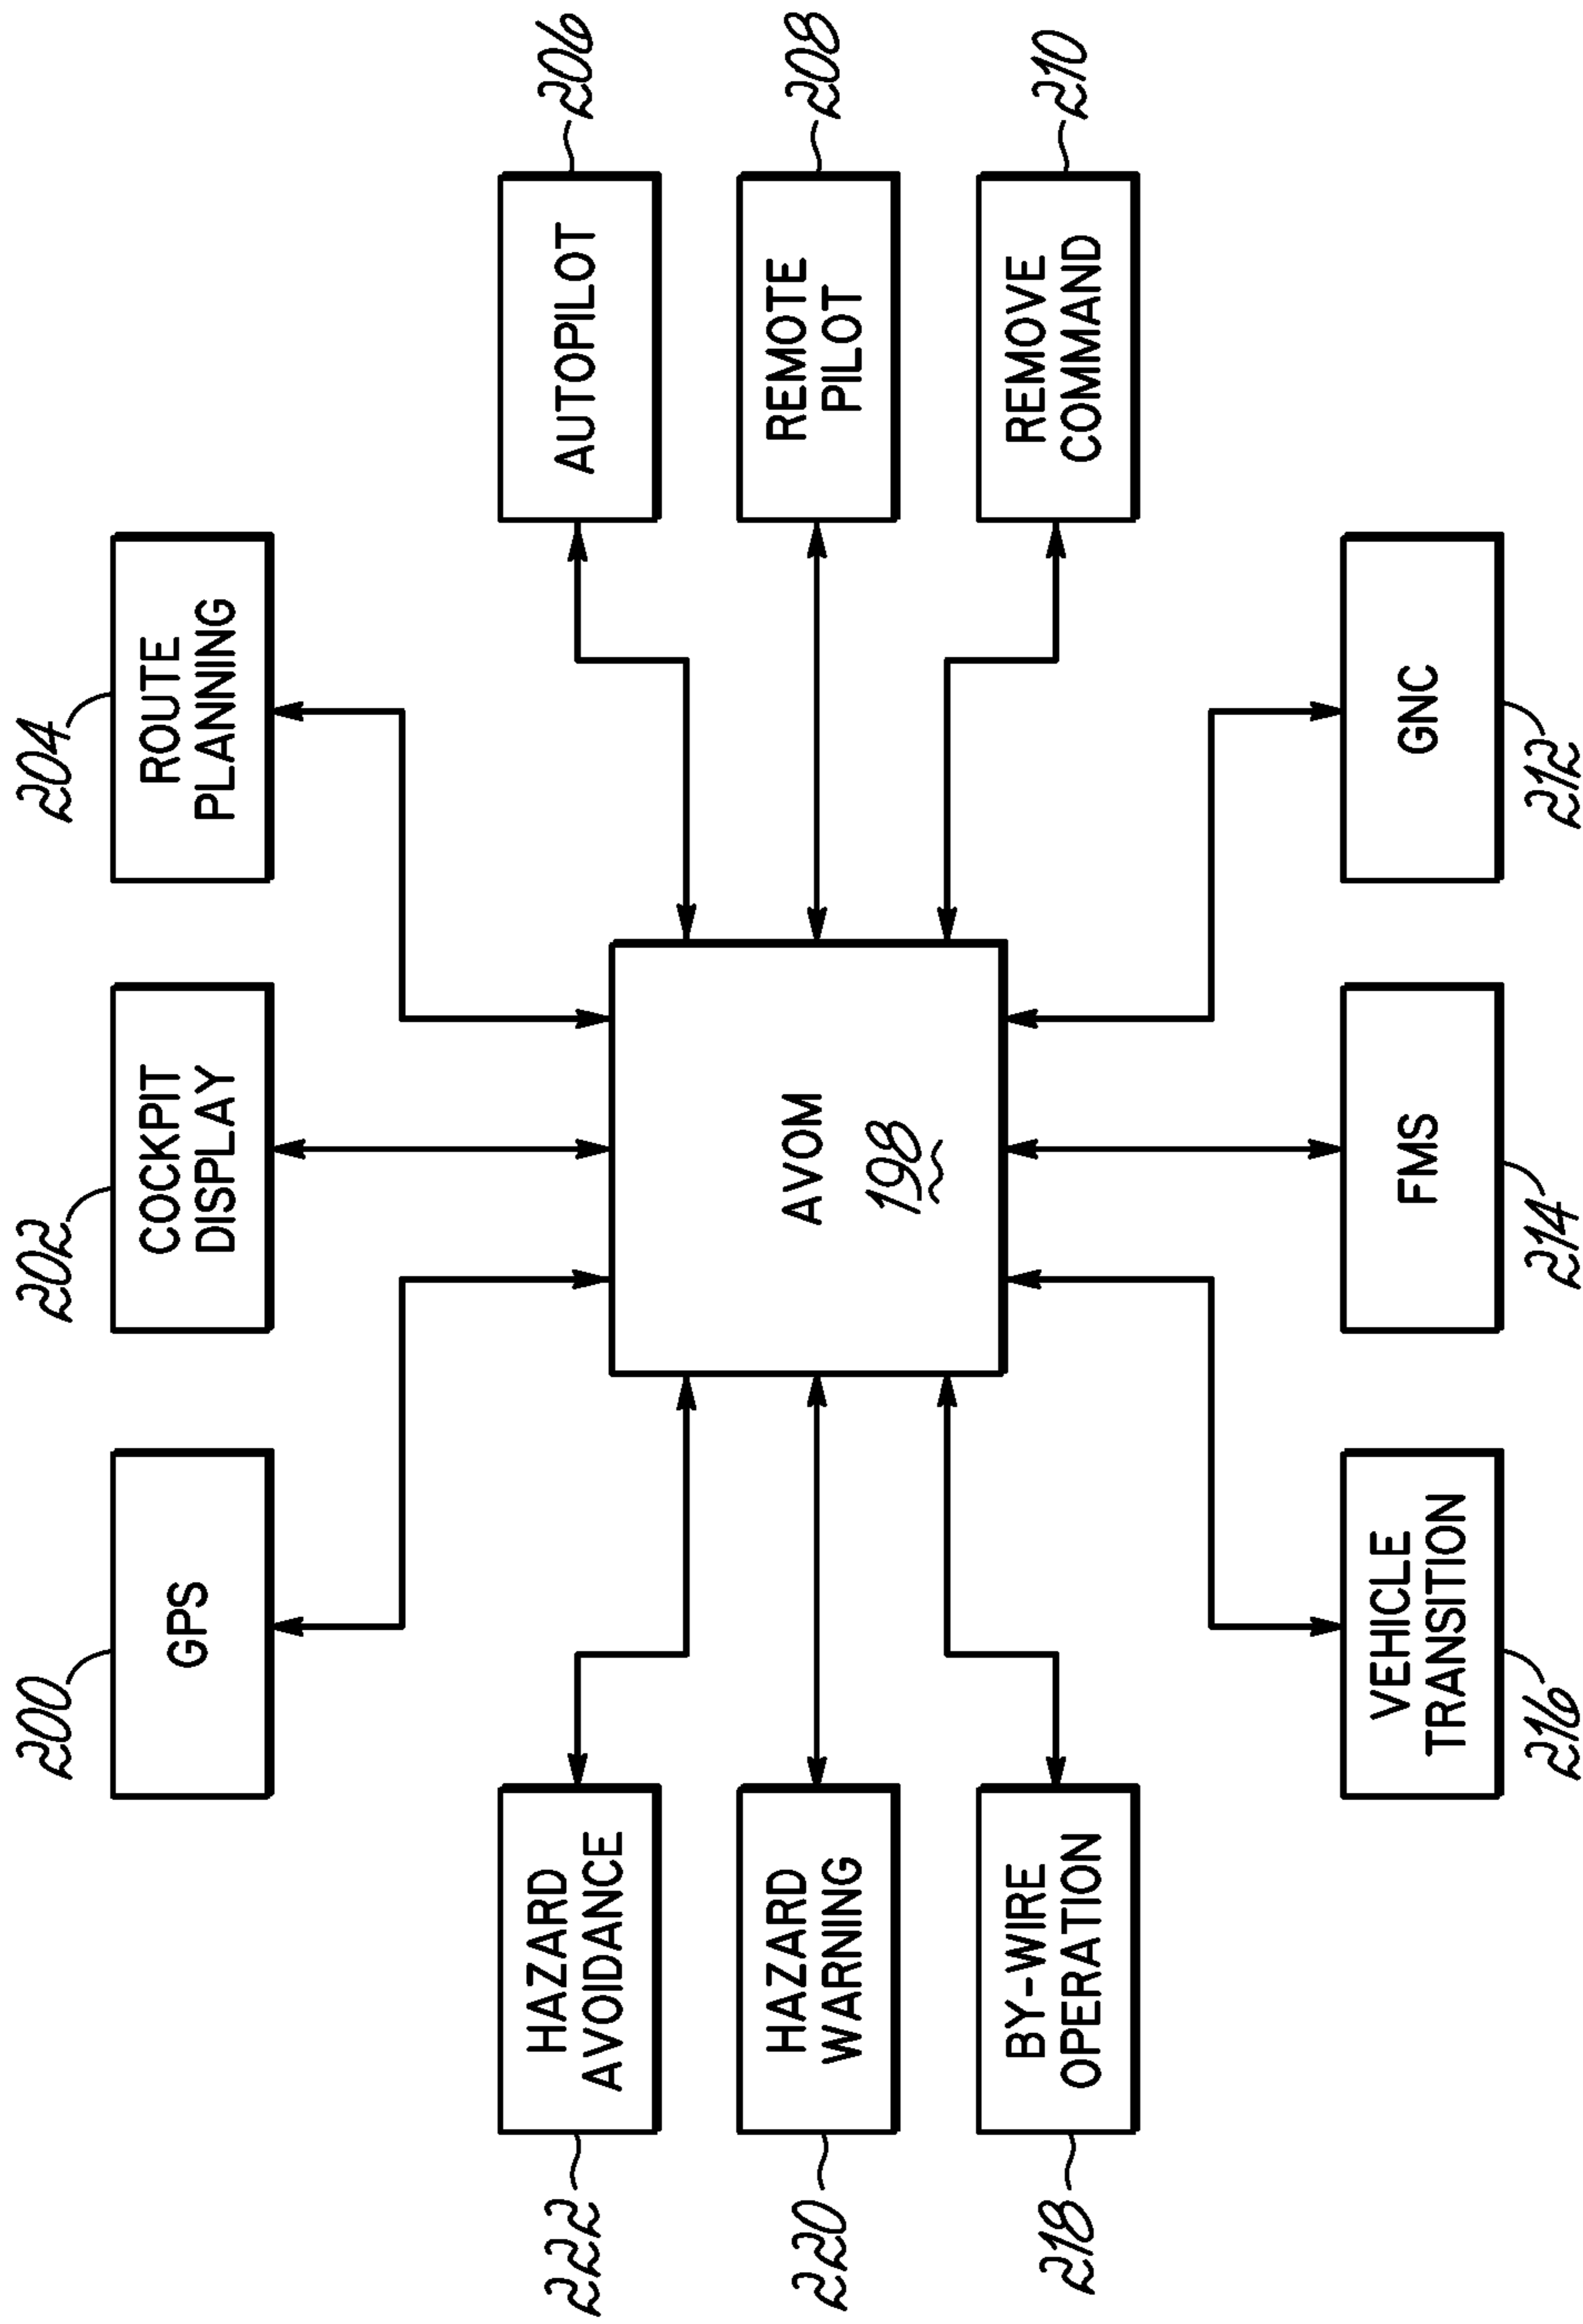 200
GPS
202
COCKPIT
DISPLAY
204
ROUTE
PLANNING
222
HAZARD
AVOIDANCE
AUTOPILOT
206
220
HAZARD
WARNING
AVOM
198
REMOTE
PILOT
208
218
BY-WIRE
OPERATION
REMOVE
COMMAND
210
VEHICLE
TRANSITION
216
FMS
214
GNC
212